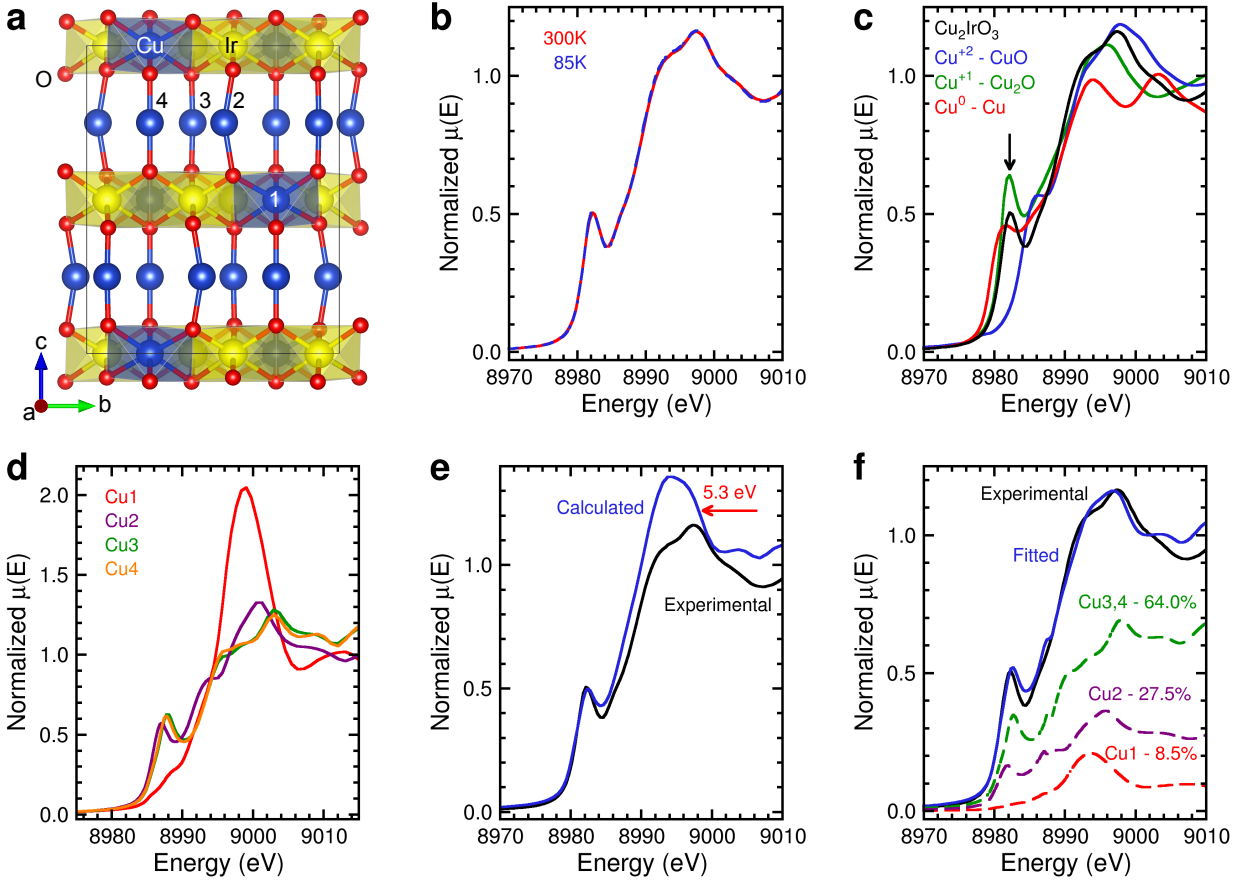 a
Cu
Ir
O
4
3
2
1
c
a
b
b
300K
85K
1.0
0.5
0.0
Normalized μ(E)
8970 8980 8990 9000 9010
Energy (eV)
c
Cu₂IrO₃
Cu⁺² - CuO
Cu⁺¹ - Cu₂O
Cu⁰ - Cu
1.0
0.5
0.0
Normalized μ(E)
8970 8980 8990 9000 9010
Energy (eV)
d
Cu1
Cu2
Cu3
Cu4
2.0
1.5
1.0
0.5
0.0
Normalized μ(E)
8980 8990 9000 9010
Energy (eV)
e
Calculated
5.3 eV
Experimental
1.0
0.5
0.0
Normalized μ(E)
8970 8980 8990 9000 9010
Energy (eV)
f
Experimental
Fitted
Cu3,4 - 64.0%
Cu2 - 27.5%
Cu1 - 8.5%
1.0
0.5
0.0
Normalized μ(E)
8970 8980 8990 9000 9010
Energy (eV)